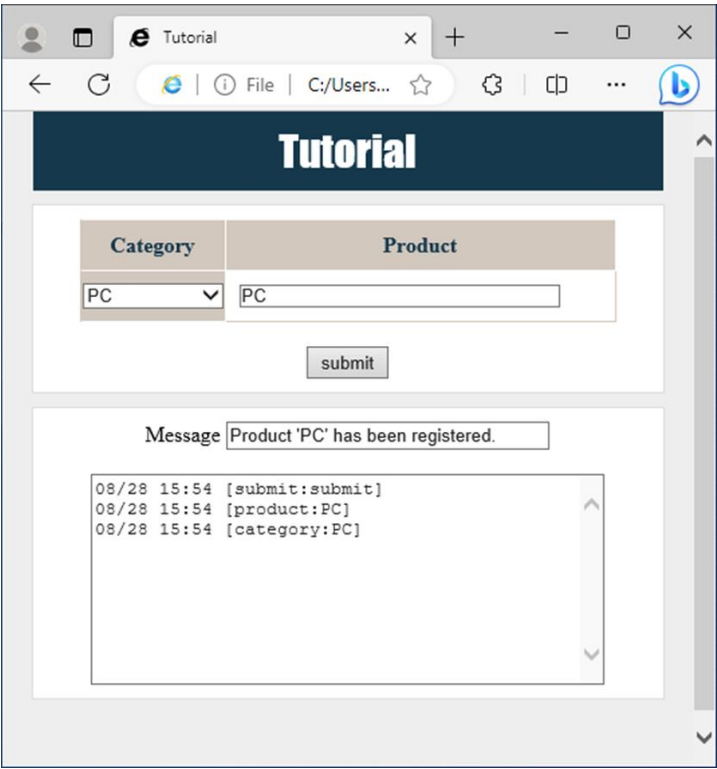 Tutorial
File C:/Users...
Tutorial
Category Product
PC PC
submit
Message Product 'PC' has been registered.
08/28 15:54 [submit:submit]
08/28 15:54 [product:PC]
08/28 15:54 [category:PC]